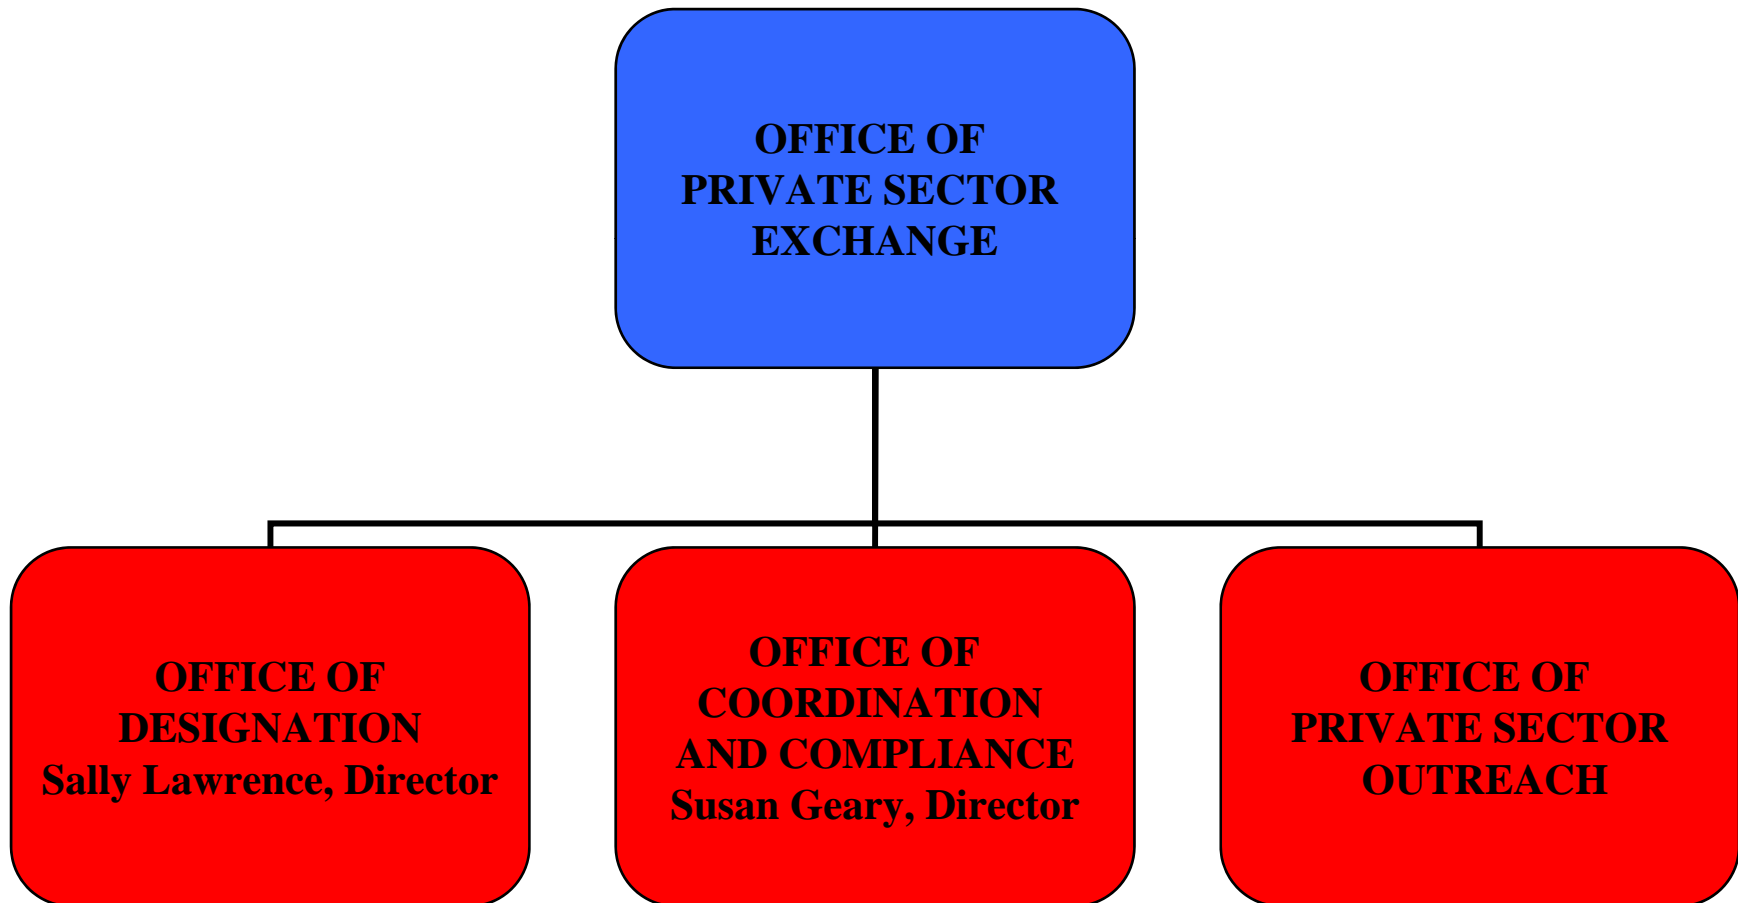 OFFICE OF
PRIVATE SECTOR
EXCHANGE
OFFICE OF
DESIGNATION
Sally Lawrence, Director
OFFICE OF
COORDINATION
AND COMPLIANCE
Susan Geary, Director
OFFICE OF
PRIVATE SECTOR
OUTREACH